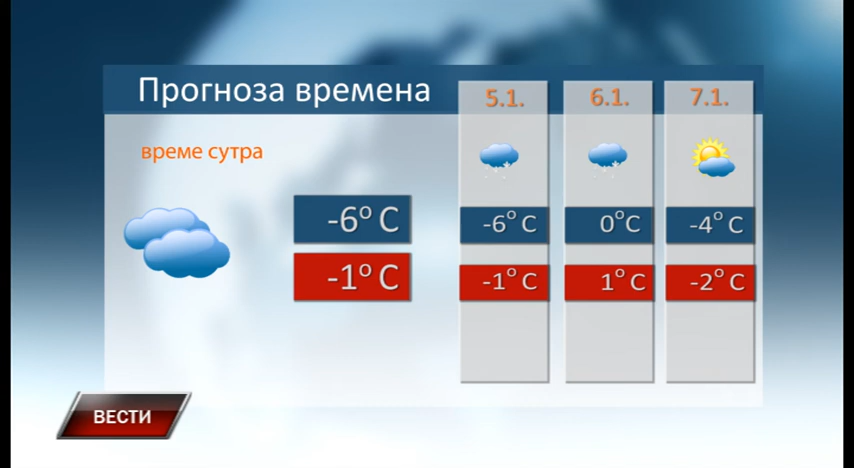 Прогноза времена
време сутра
-6° C
-1° C
5.1.
-6° C
-1° C
6.1.
0°C
1° C
7.1.
-4° C
-2° C
ВЕСТИ